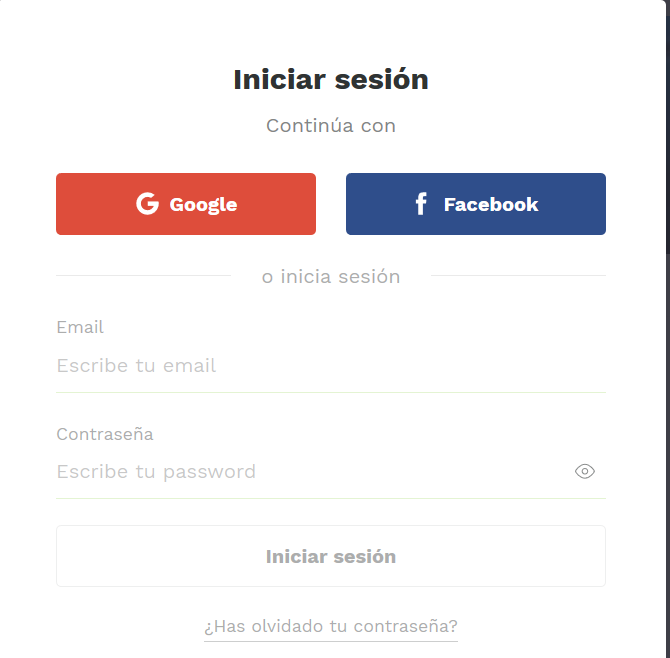 Iniciar sesión
Continúa con
Google
Facebook
o inicia sesión
Email
Escribe tu email
Contraseña
Escribe tu password
Iniciar sesión
¿Has olvidado tu contraseña?